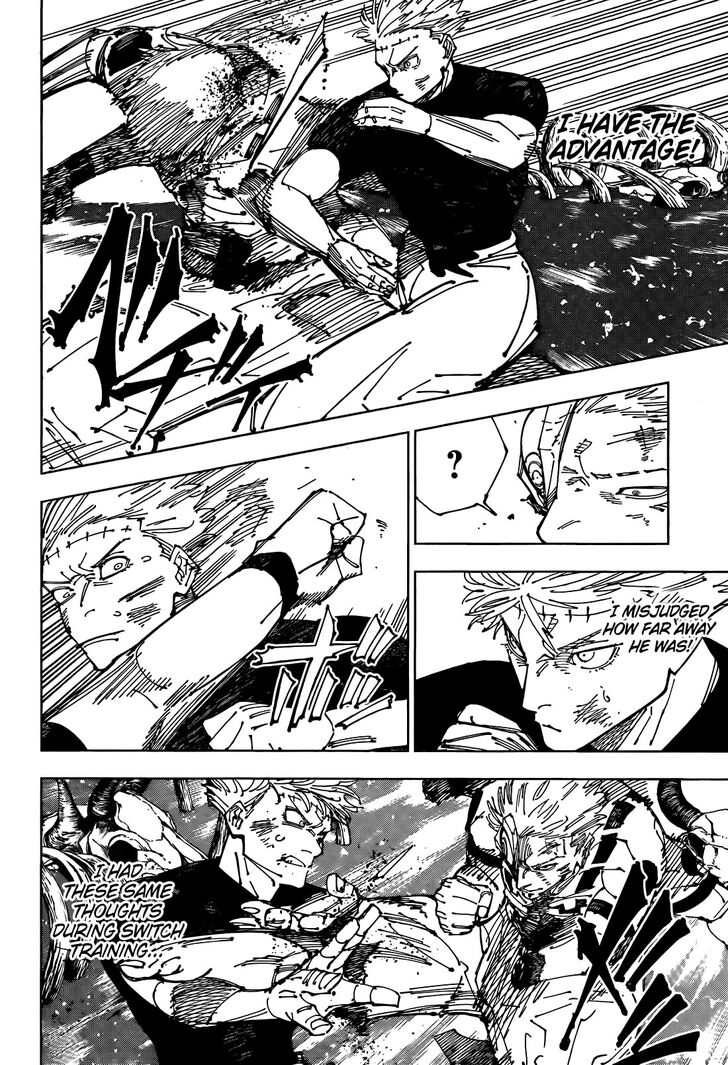 I HAVE THE
ADVANTAGE!
?
I MISJUDGED
HOW FAR AWAY
HE WAS!
I HAD
THESE SAME
THOUGHTS
DURING SWITCH
TRAINING...